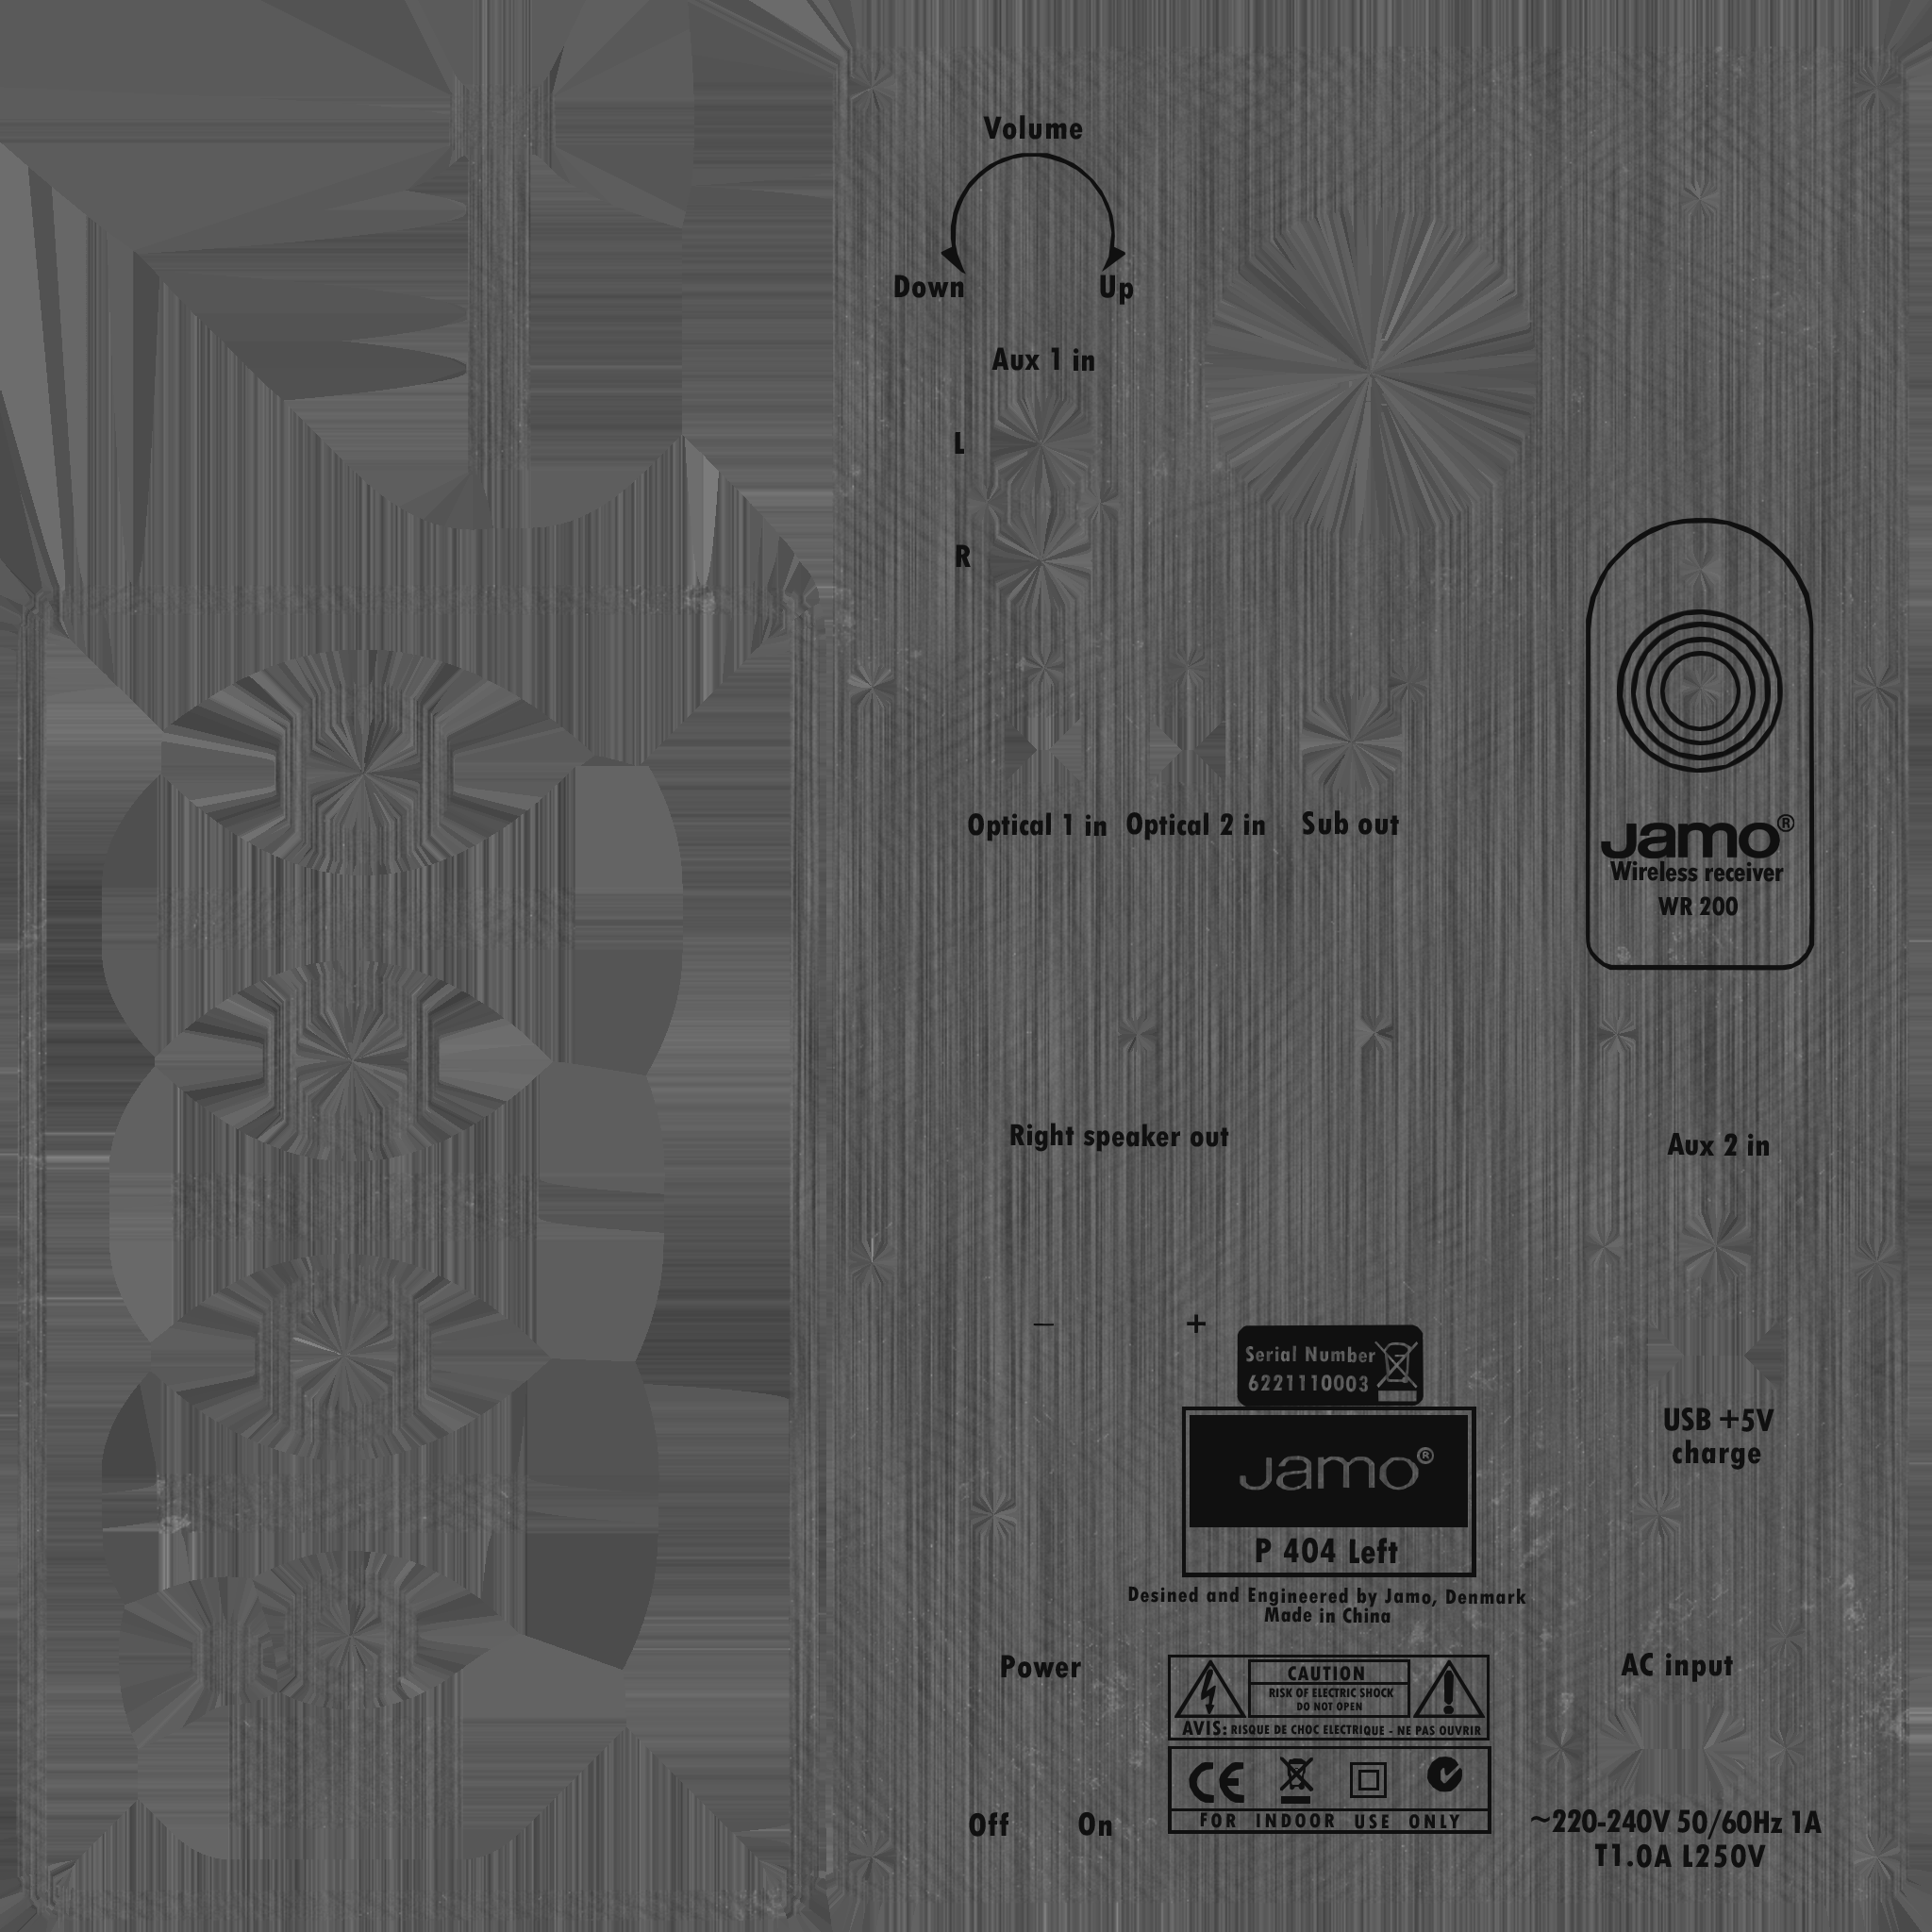 Volume
Down Up
Aux 1 in
L
R
Optical 1 in Optical 2 in Sub out
Jamo®
Wireless receiver
WR 200
Right speaker out
Aux 2 in
– +
Serial Number
6221110003
USB +5V
charge
Jamo®
P 404 Left
Desined and Engineered by Jamo, Denmark
Made in China
Power
AC input
CAUTION
RISK OF ELECTRIC SHOCK
DO NOT OPEN
AVIS: RISQUE DE CHOC ELECTRIQUE - NE PAS OUVRIR
CE
Off On
FOR INDOOR USE ONLY
~220-240V 50/60Hz 1A
T1.0A L250V